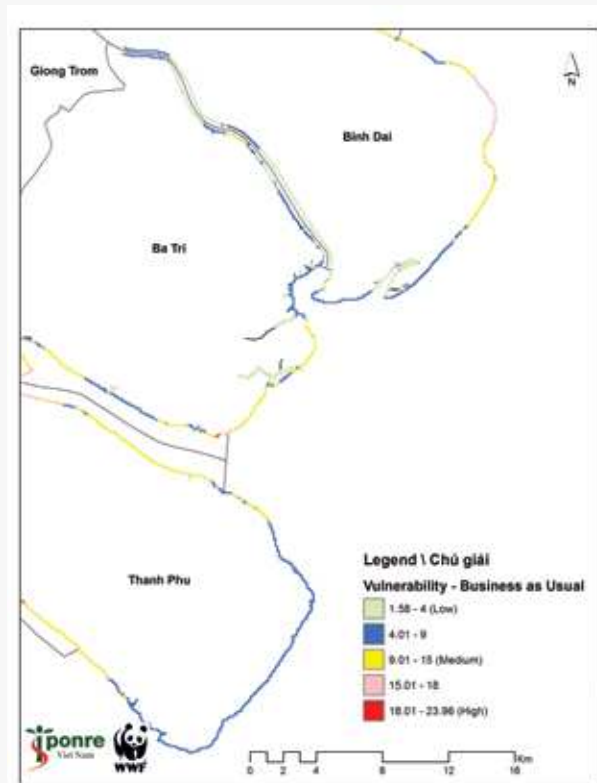 Giong Trom
N
Binh Dai
Ba Tri
Thanh Phu
Legend \ Chú giải
Vulnerability - Business as Usual
1.56 - 4 (Low)
4.01 - 9
9.01 - 15 (Medium)
15.01 - 18
18.01 - 23.96 (High)
iponre
Viet Nam
WWF
0 2 4 8 12 16 Km